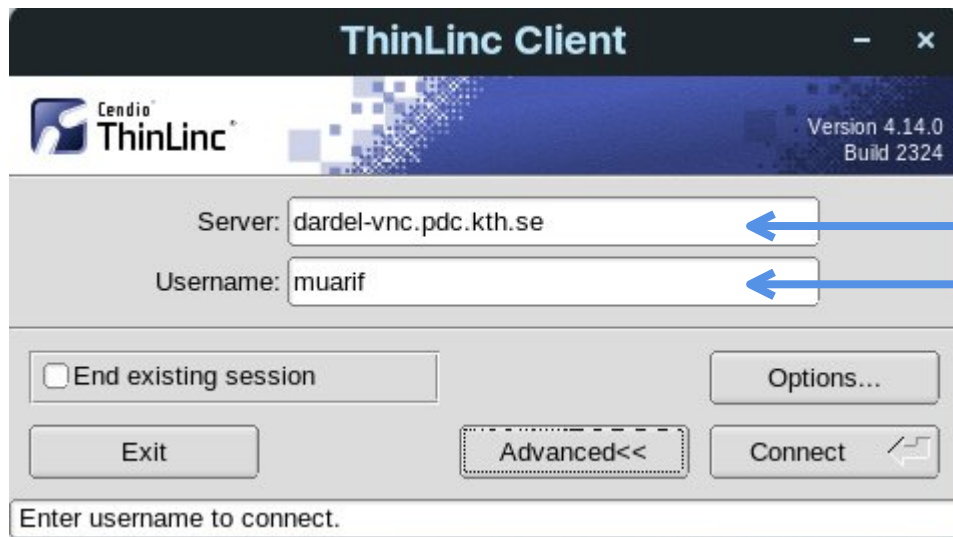 ThinLinc Client
Cendio
ThinLinc
Version 4.14.0
Build 2324
Server: dardel-vnc.pdc.kth.se
Username: muarif
End existing session
Options...
Exit
Advanced<<
Connect
Enter username to connect.